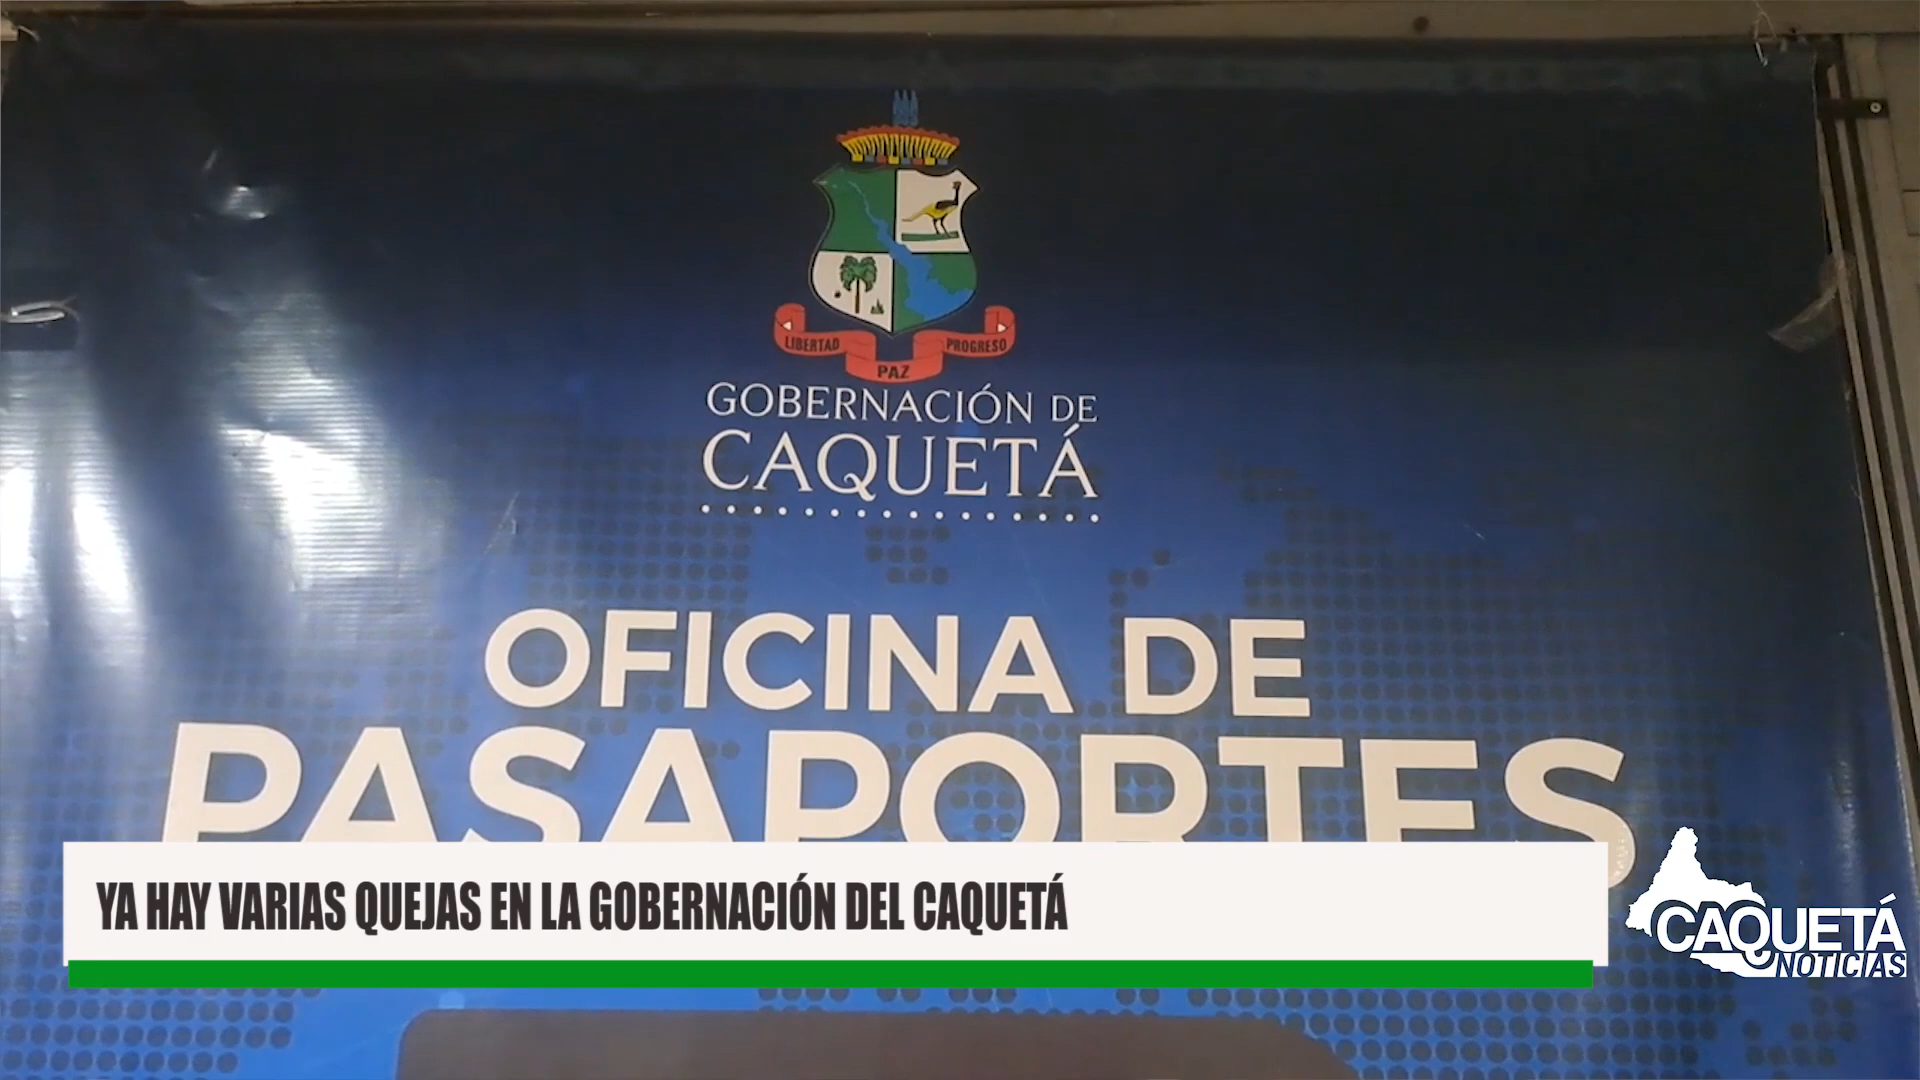 LIBERTAD PROGRESO
PAZ
GOBERNACIÓN DE
CAQUETÁ
OFICINA DE
PASAPORTES
YA HAY VARIAS QUEJAS EN LA GOBERNACIÓN DEL CAQUETÁ
CAQUETÁ
NOTICIAS